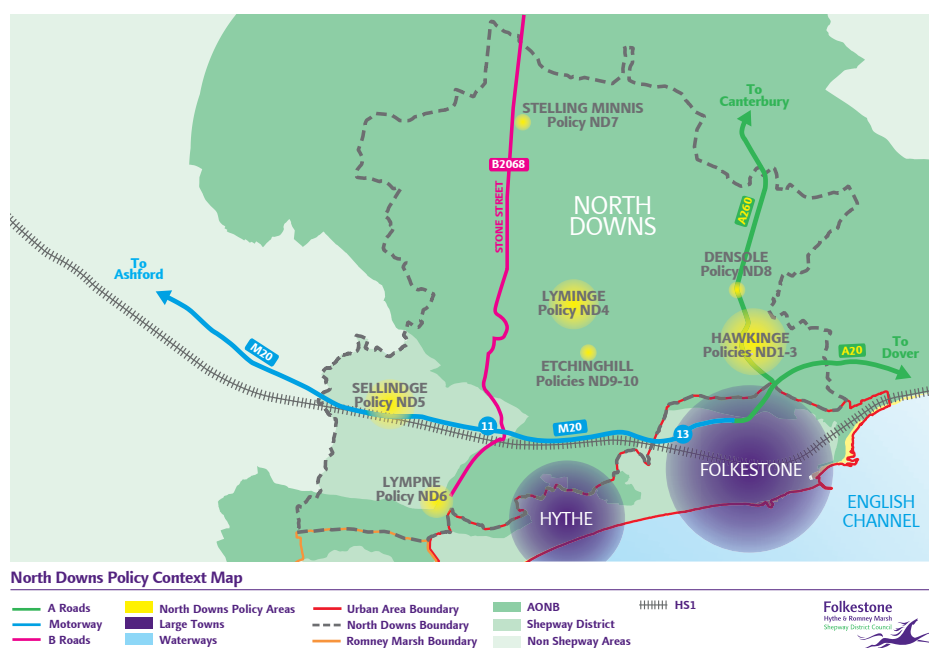 To
Canterbury
STELLING MINNIS
Policy ND7
B2068
STONE STREET
NORTH
DOWNS
A260
DENSOLE
Policy ND8
To
Ashford
LYMINGE
Policy ND4
HAWKINGE
Policies ND1-3
To
Dover
A20
M20
ETCHINGHILL
Policies ND9-10
SELLINDGE
Policy ND5
11
M20
13
FOLKESTONE
LYMPNE
Policy ND6
HYTHE
ENGLISH
CHANNEL
North Downs Policy Context Map
A Roads
Motorway
B Roads
North Downs Policy Areas
Large Towns
Waterways
Urban Area Boundary
North Downs Boundary
Romney Marsh Boundary
AONB
Shepway District
Non Shepway Areas
HS1
Folkestone
Hythe & Romney Marsh
Shepway District Council